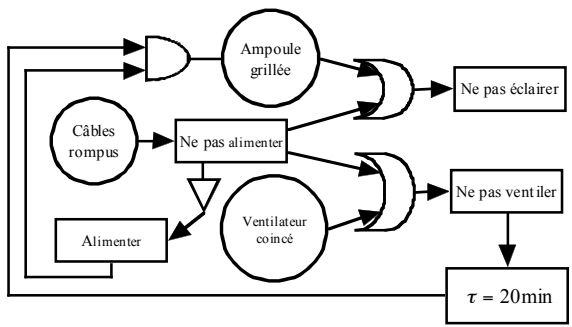 Ampoule
grillée
Ne pas éclairer
Câbles
rompus
Ne pas alimenter
Ne pas ventiler
Ventilateur
coincé
Alimenter
τ = 20min